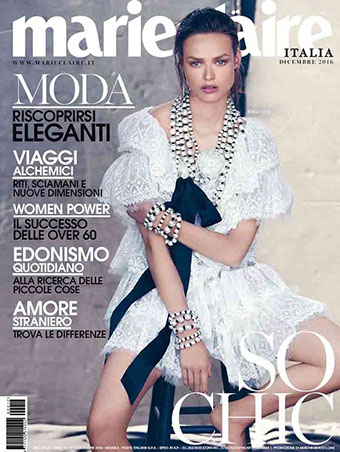 marie claire
ITALIA
WWW.MARIECLAIRE.IT
DICEMBRE 2016
MODA
RISCOPRIRSI
ELEGANTI
VIAGGI
ALCHEMICI
RITI, SCIAMANI E
NUOVE DIMENSIONI
WOMEN POWER
IL SUCCESSO
DELLE OVER 60
EDONISMO
QUOTIDIANO
ALLA RICERCA DELLE
PICCOLE COSE
AMORE
STRANIERO
TROVA LE DIFFERENZE
SO
CHIC